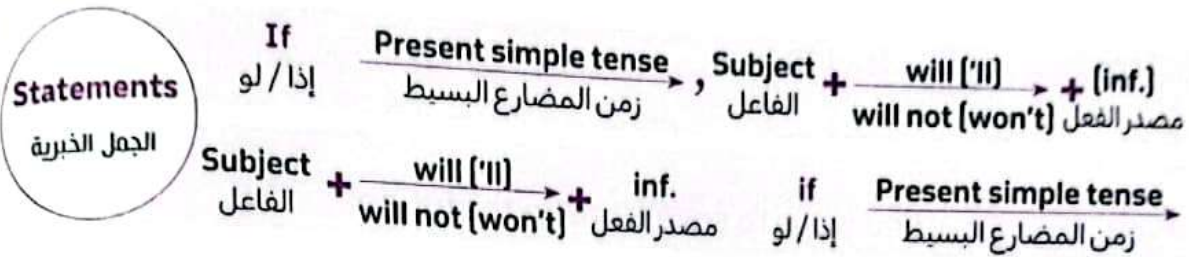 Statements
الجمل الخبرية
If Present simple tense , Subject + will ['ll] + (inf.)
إذا / لو زمن المضارع البسيط الفاعل will not (won't) مصدر الفعل
Subject + will ['ll] + inf. if Present simple tense
الفاعل will not (won't) مصدر الفعل إذا / لو زمن المضارع البسيط